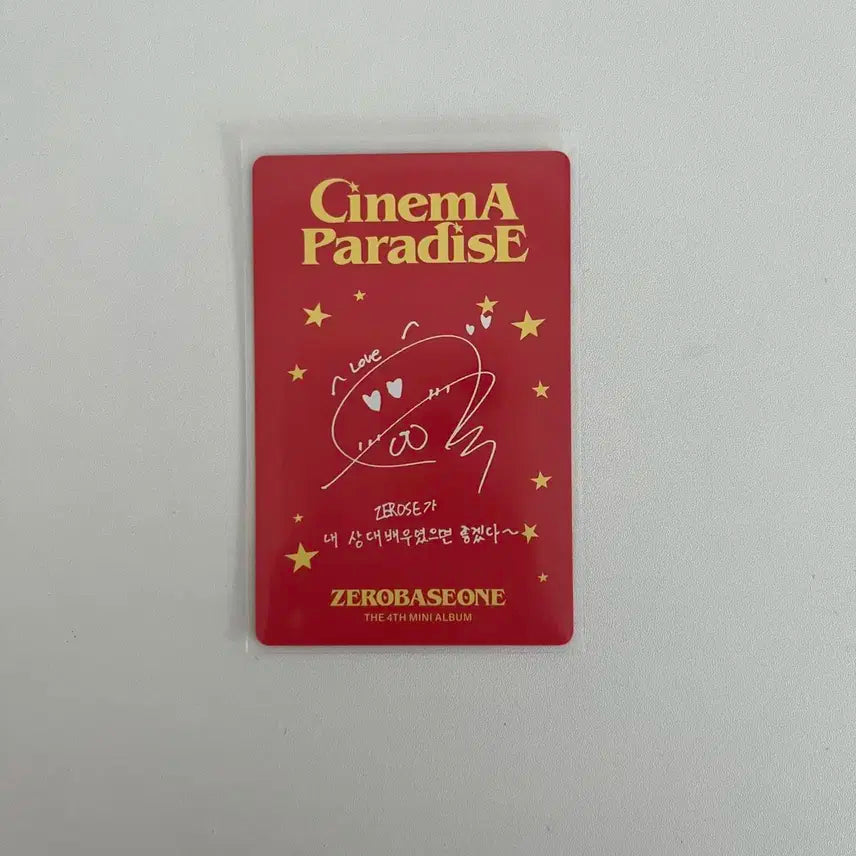 CinemA
ParadisE
Love
ZEROSE가
내 상대배우였으면 좋겠다~
ZEROBASEONE
THE 4TH MINI ALBUM